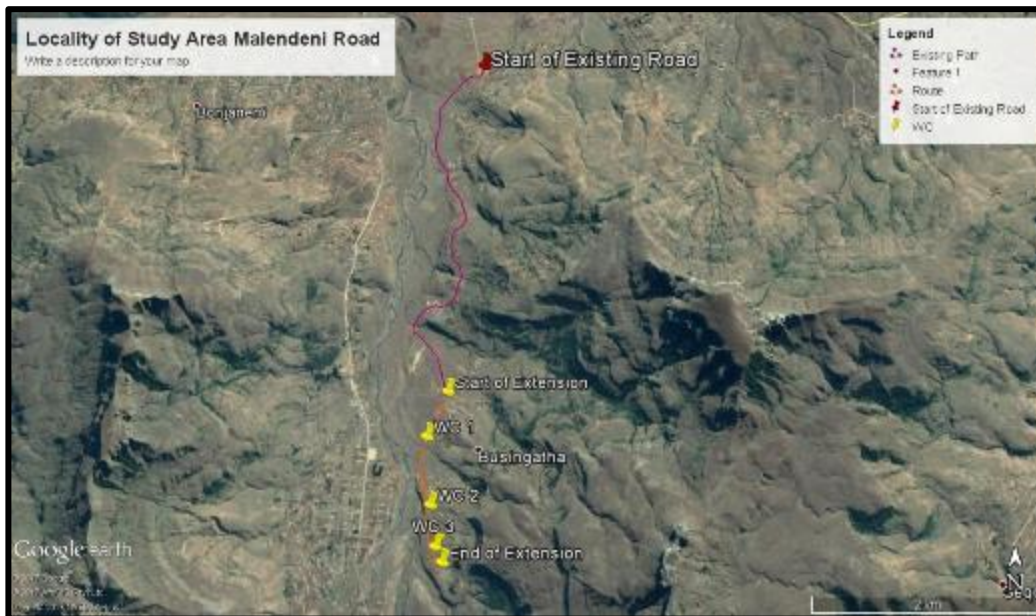 Locality of Study Area Malendeni Road
Write a description for your map
Legend
Existing Path
Feature 1
Route
Start of Existing Road
WC
Start of Existing Road
Start of Extension
WC 1
Busingatha
WC 2
WC 3
End of Extension
Google earth
N
2 km